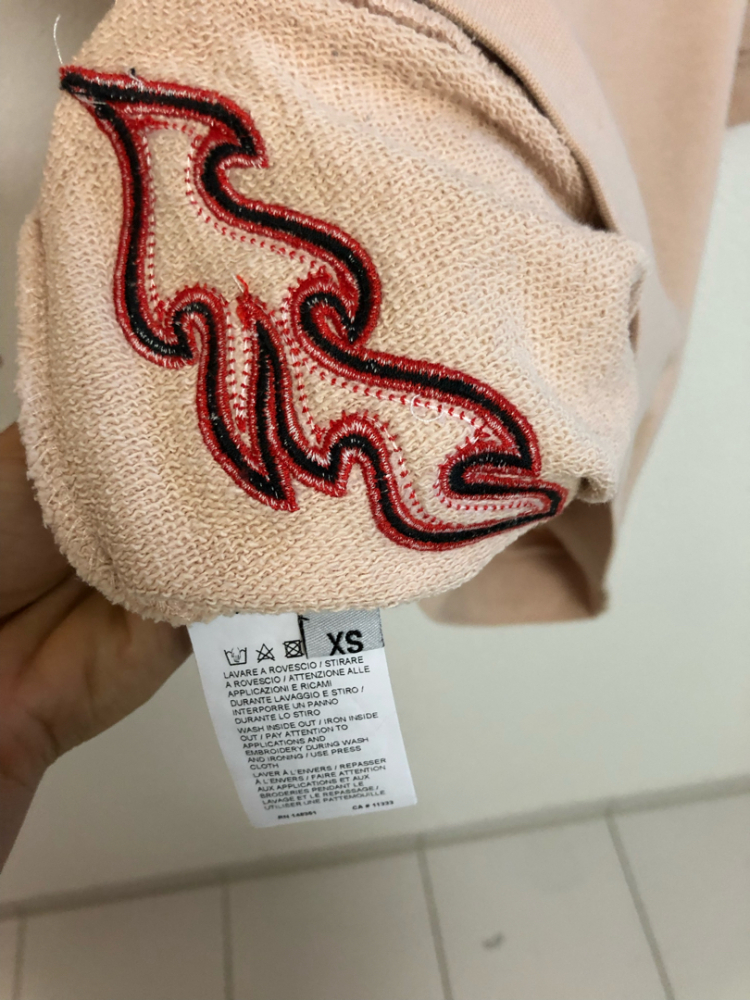 XS
LAVARE A ROVESCIO / STIRARE
A ROVESCIO / ATTENZIONE ALLE
APPLICAZIONI E RICAMI
DURANTE LAVAGGIO E STIRO /
INTERPORRE UN PANNO
DURANTE LO STIRO
WASH INSIDE OUT / IRON INSIDE
OUT / PAY ATTENTION TO
APPLICATIONS AND
EMBROIDERY DURING WASH
AND IRONING / USE PRESS
CLOTH
LAVER À L'ENVERS / REPASSER
À L'ENVERS / FAIRE ATTENTION
AUX APPLICATIONS ET AUX
BRODERIES PENDANT LE
LAVAGE ET LE REPASSAGE /
UTILISER UNE PATTEMOUILLE
RN CA #